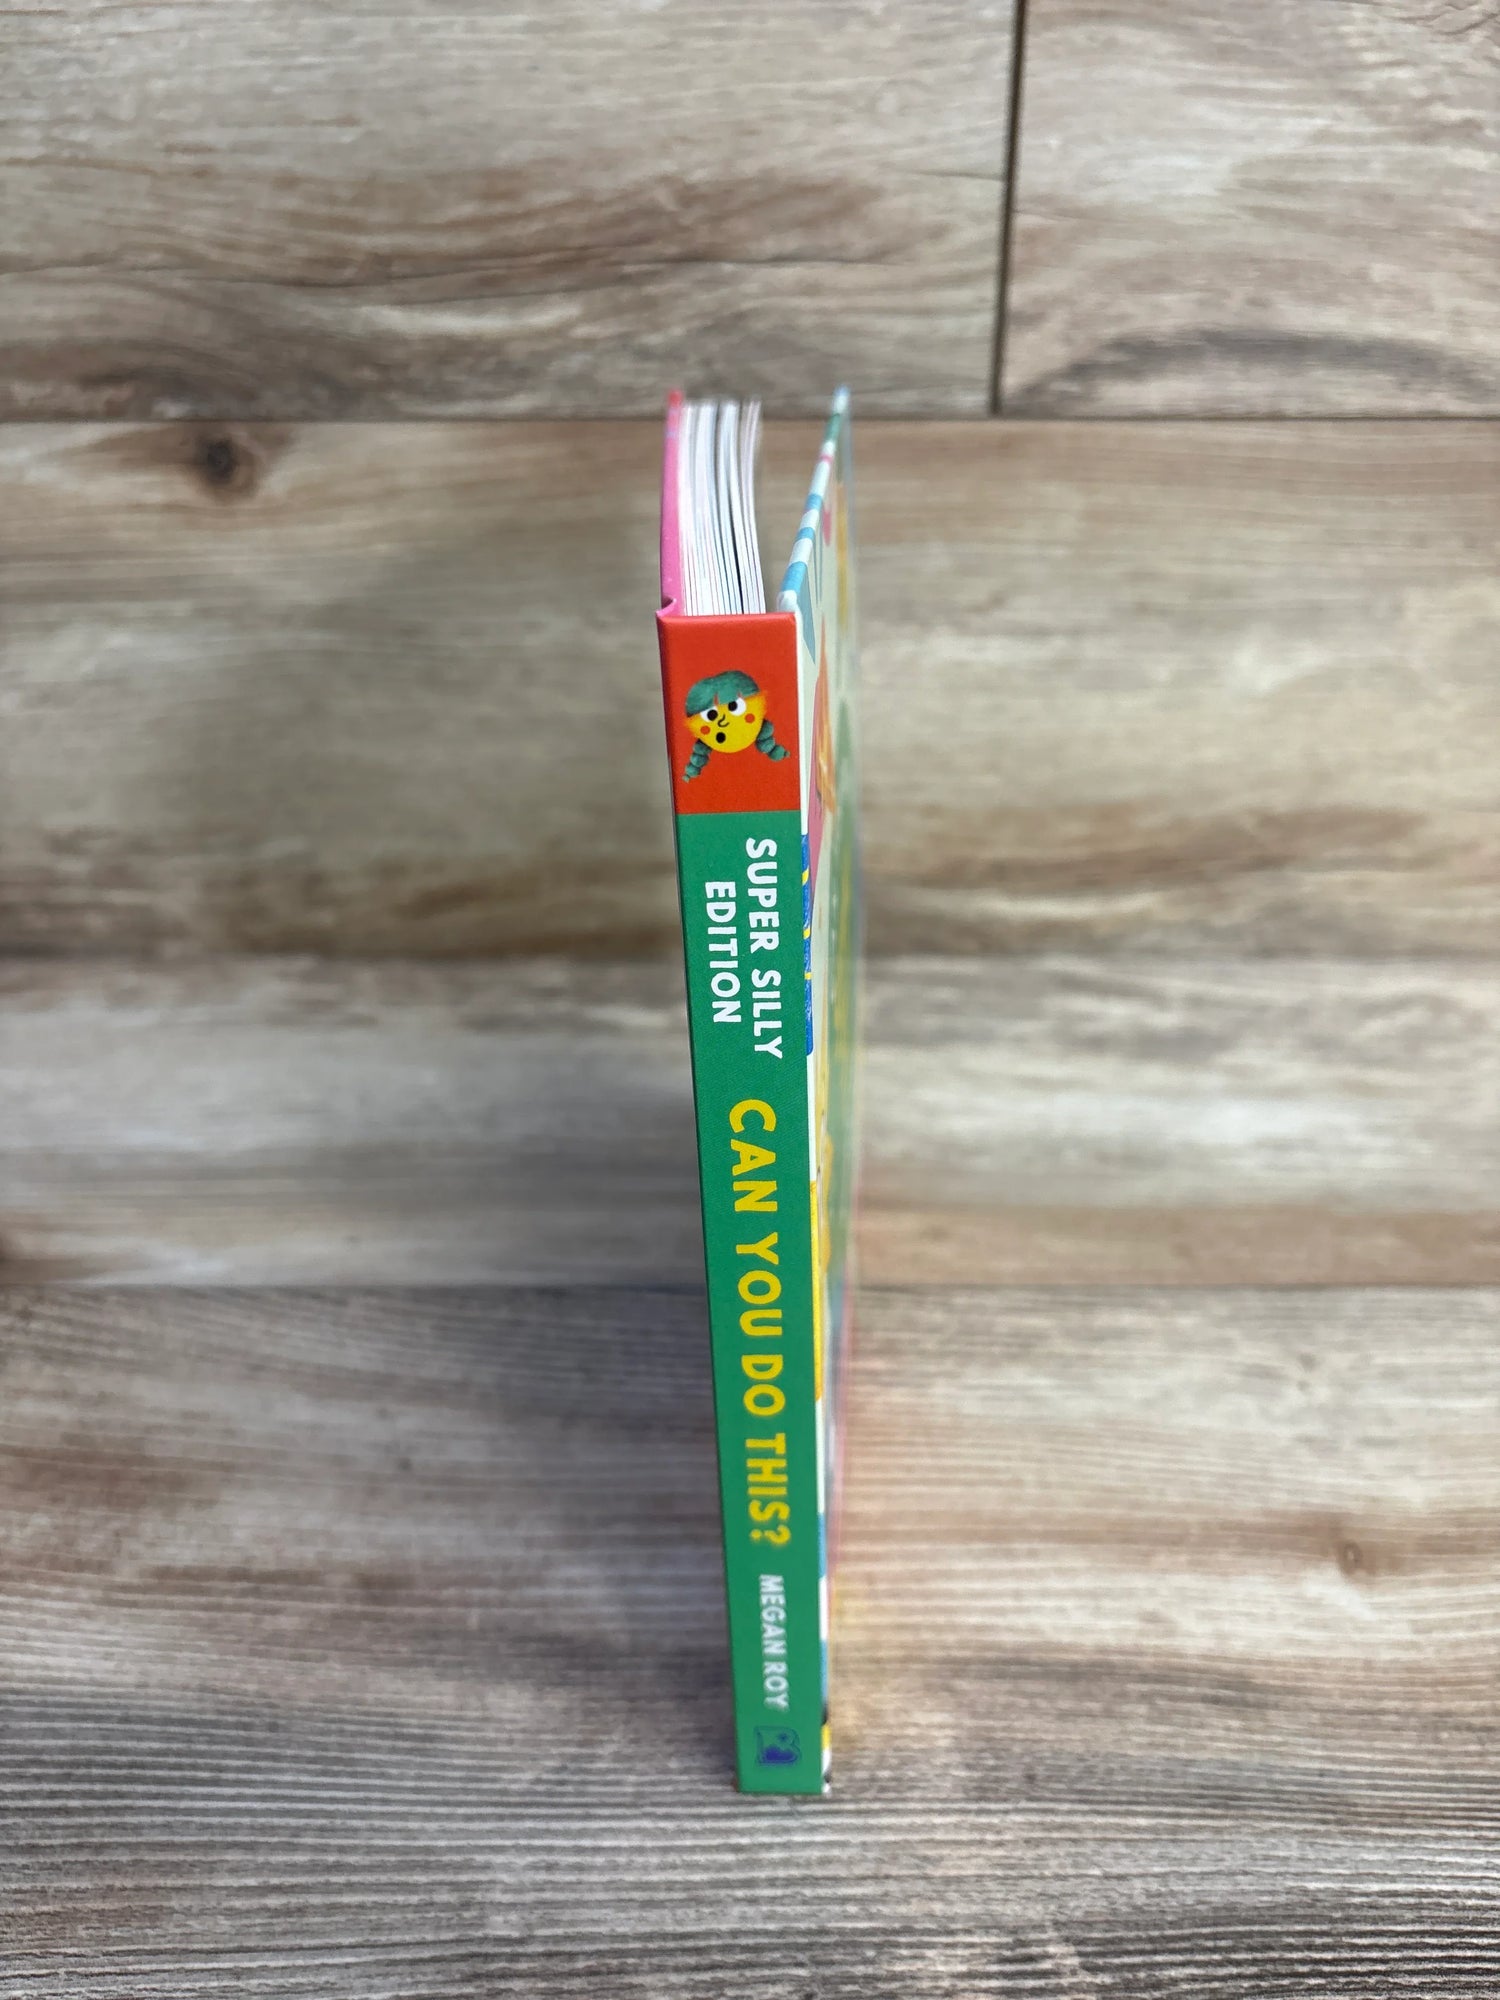 SUPER SILLY
EDITION
CAN YOU DO THIS?
MEGAN ROY